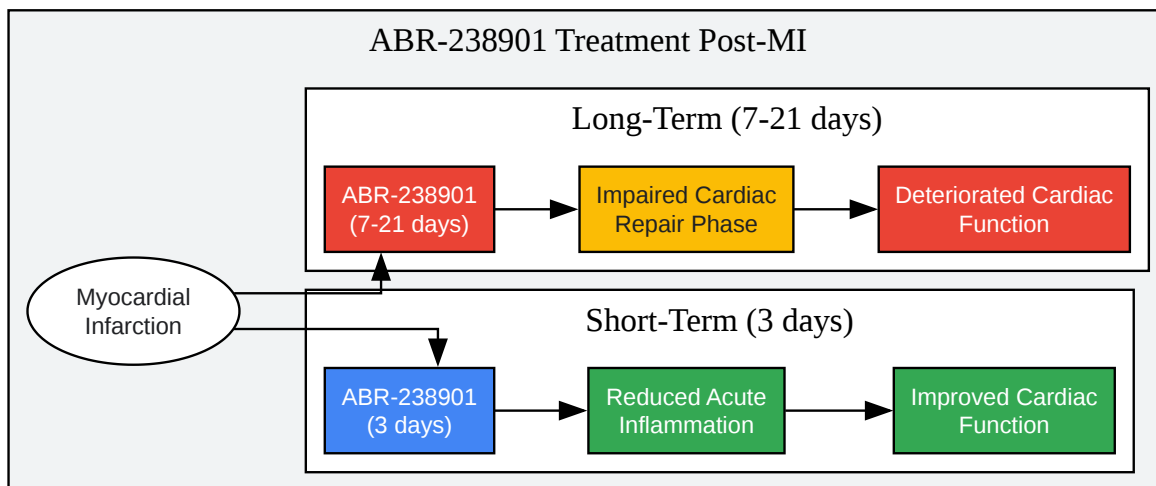 ABR-238901 Treatment Post-MI
Long-Term (7-21 days)
ABR-238901
(7-21 days)
Impaired Cardiac
Repair Phase
Deteriorated Cardiac
Function
Myocardial
Infarction
Short-Term (3 days)
ABR-238901
(3 days)
Reduced Acute
Inflammation
Improved Cardiac
Function